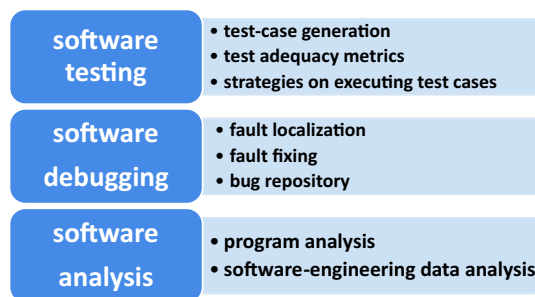 software
testing
• test-case generation
• test adequacy metrics
• strategies on executing test cases
software
debugging
• fault localization
• fault fixing
• bug repository
software
analysis
• program analysis
• software-engineering data analysis